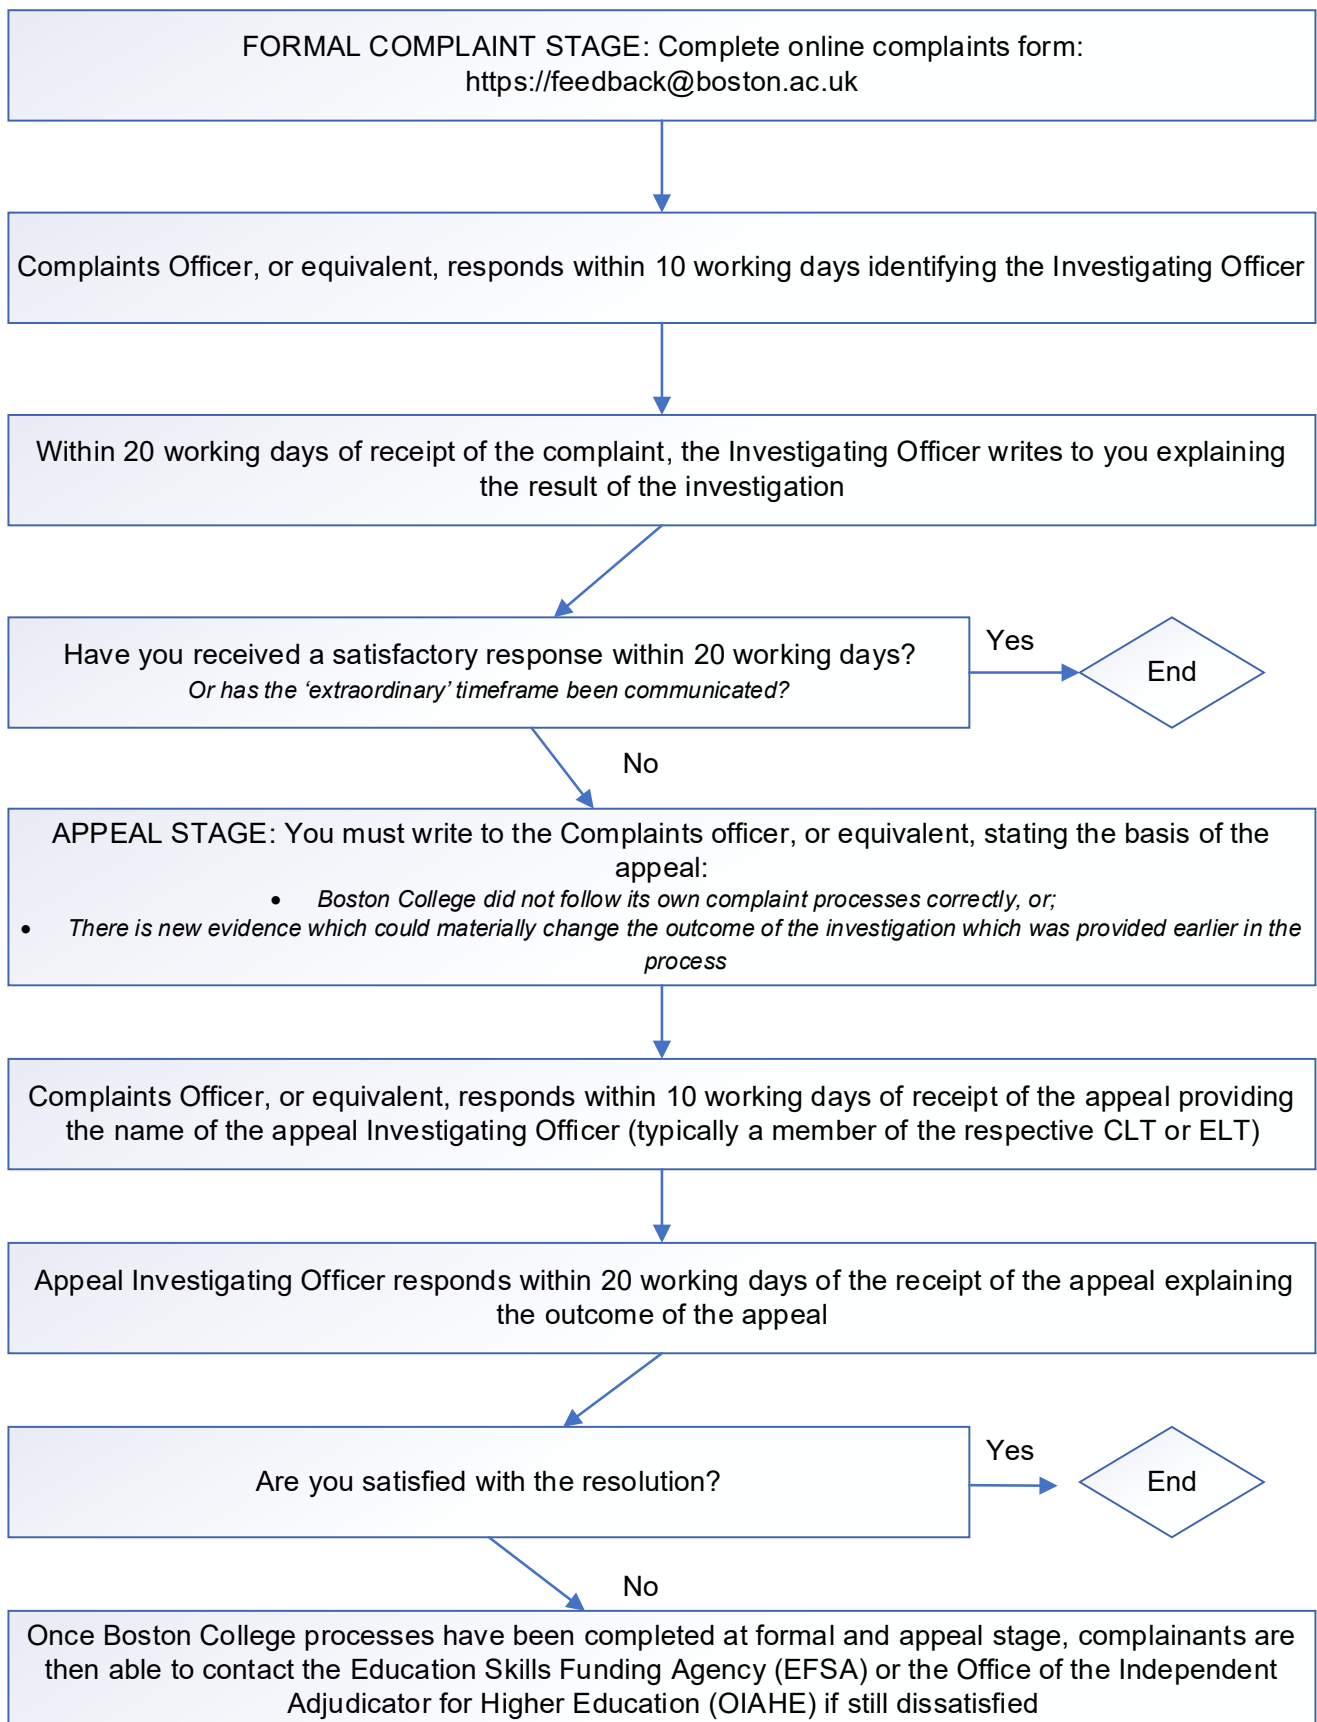 FORMAL COMPLAINT STAGE: Complete online complaints form:
https://feedback@boston.ac.uk
Complaints Officer, or equivalent, responds within 10 working days identifying the Investigating Officer
Within 20 working days of receipt of the complaint, the Investigating Officer writes to you explaining
the result of the investigation
Have you received a satisfactory response within 20 working days?
Or has the ‘extraordinary’ timeframe been communicated?
Yes
End
No
APPEAL STAGE: You must write to the Complaints officer, or equivalent, stating the basis of the
appeal:
• Boston College did not follow its own complaint processes correctly, or;
• There is new evidence which could materially change the outcome of the investigation which was provided earlier in the
process
Complaints Officer, or equivalent, responds within 10 working days of receipt of the appeal providing
the name of the appeal Investigating Officer (typically a member of the respective CLT or ELT)
Appeal Investigating Officer responds within 20 working days of the receipt of the appeal explaining
the outcome of the appeal
Are you satisfied with the resolution?
Yes
End
No
Once Boston College processes have been completed at formal and appeal stage, complainants are
then able to contact the Education Skills Funding Agency (EFSA) or the Office of the Independent
Adjudicator for Higher Education (OIAHE) if still dissatisfied